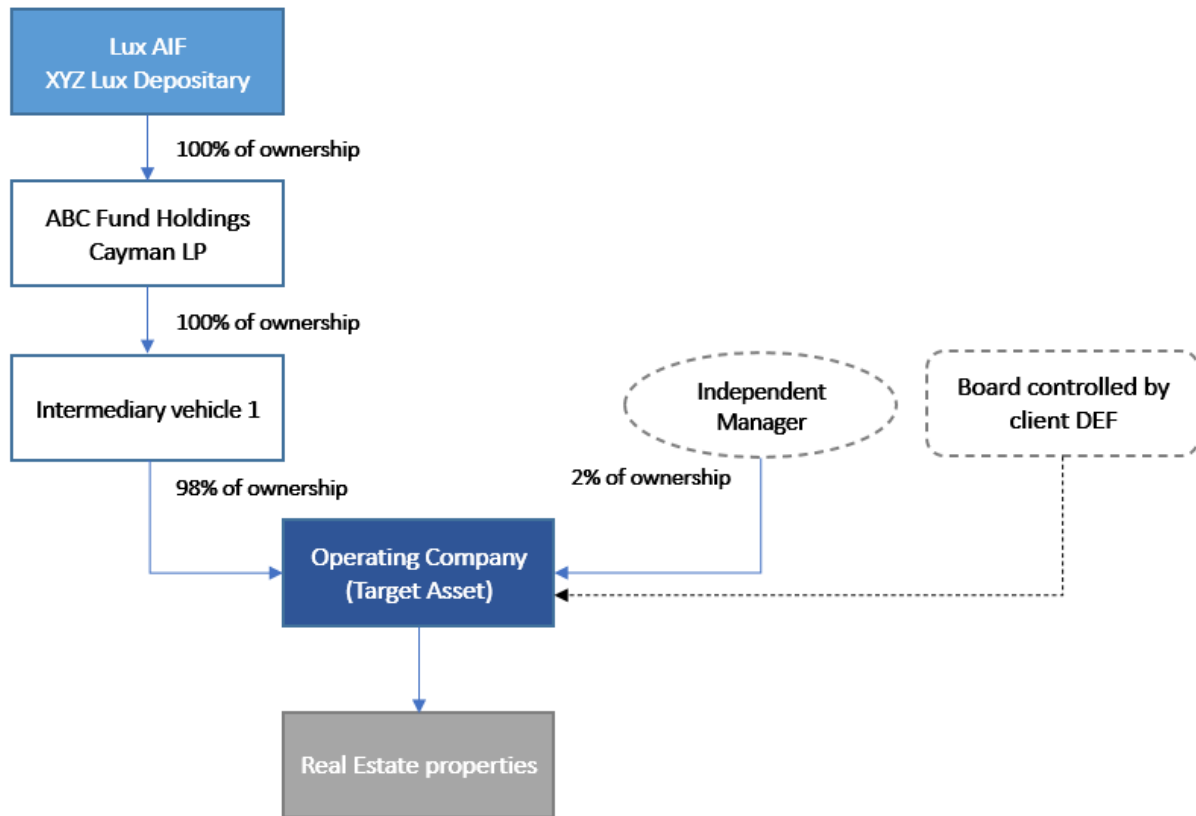 Lux AIF
XYZ Lux Depositary
100% of ownership
ABC Fund Holdings
Cayman LP
100% of ownership
Intermediary vehicle 1
Independent
Manager
Board controlled by
client DEF
98% of ownership
2% of ownership
Operating Company
(Target Asset)
Real Estate properties